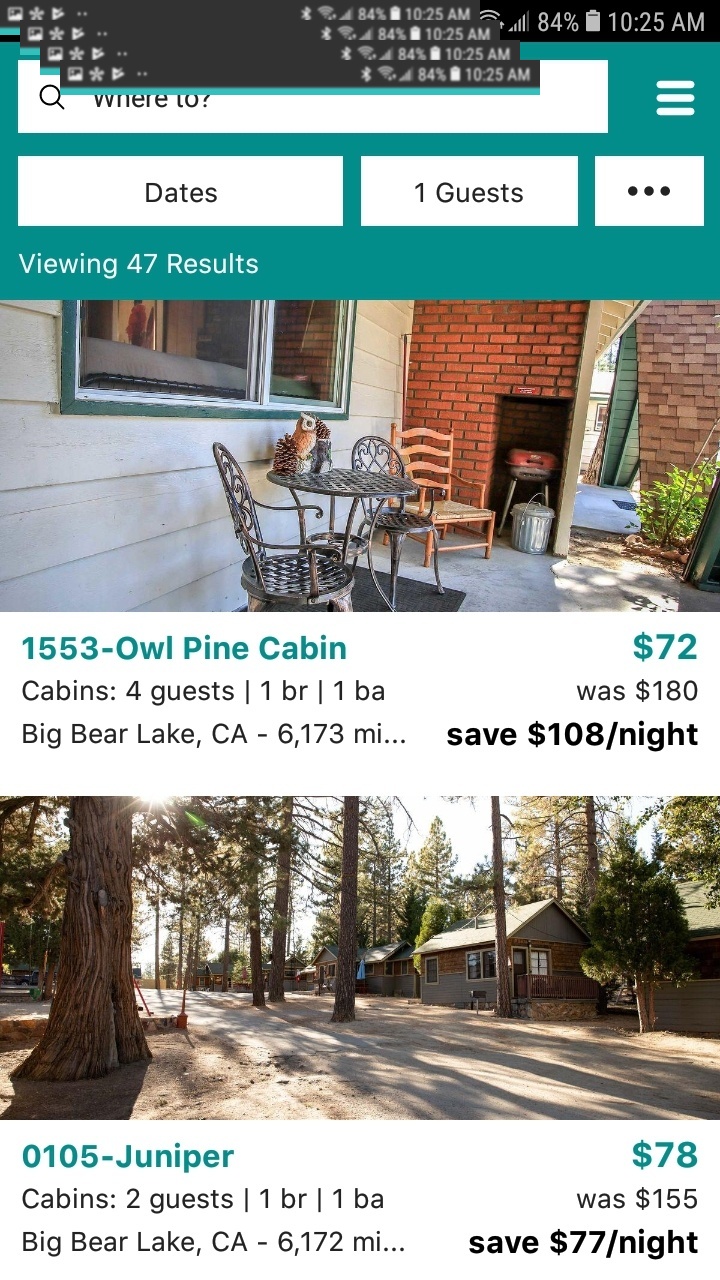 84% 10:25 AM
84% 10:25 AM
84% 10:25 AM
84% 10:25 AM
84% 10:25 AM
Where to?
Dates
1 Guests
Viewing 47 Results
1553-Owl Pine Cabin
$72
Cabins: 4 guests | 1 br | 1 ba
was $180
Big Bear Lake, CA - 6,173 mi...
save $108/night
0105-Juniper
$78
Cabins: 2 guests | 1 br | 1 ba
was $155
Big Bear Lake, CA - 6,172 mi...
save $77/night